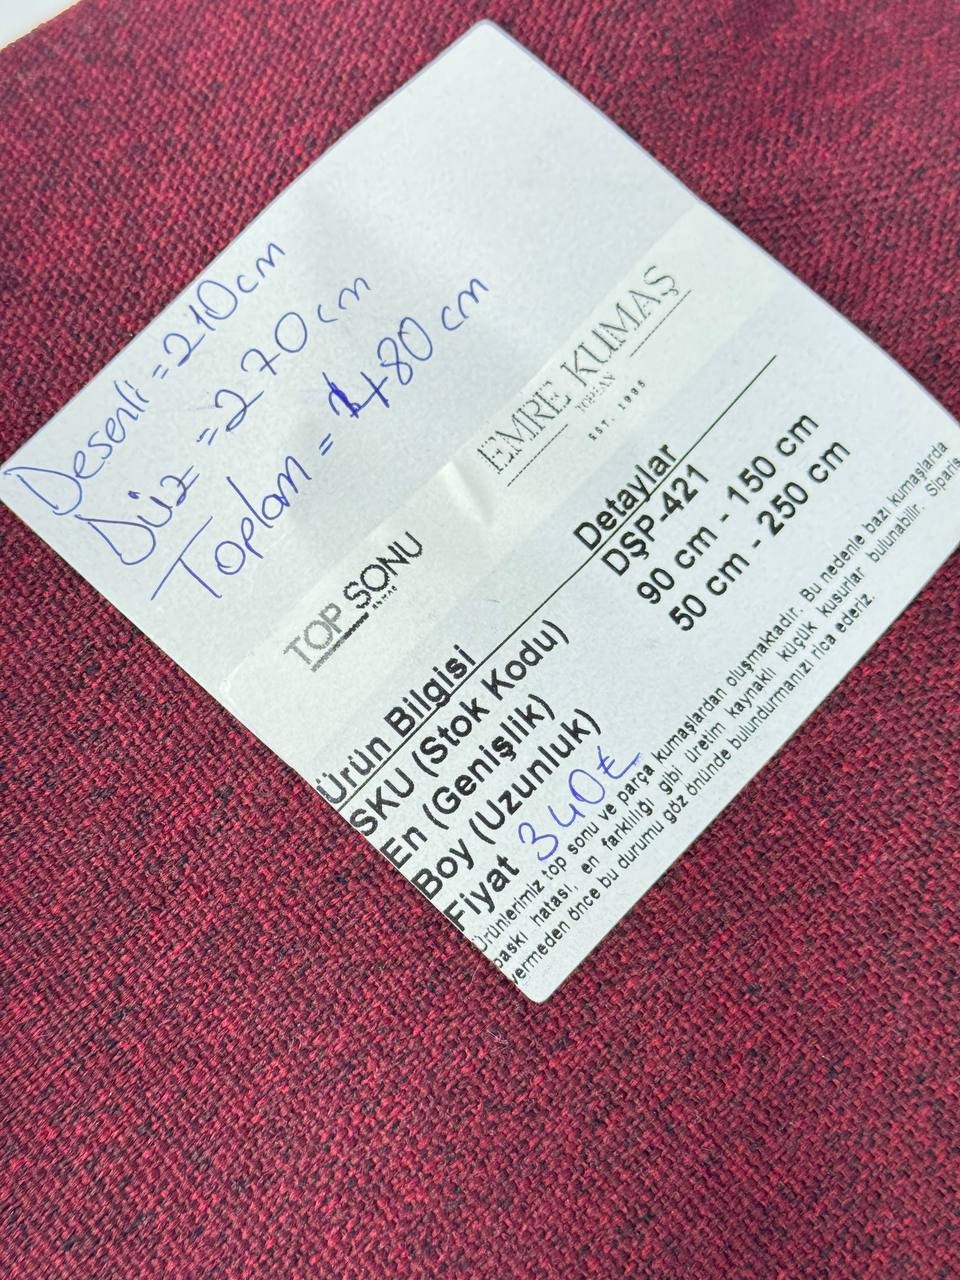 Desenli = 210 cm
Düz = 270 cm
Toplam = 480 cm
EMRE KUMAŞ
TOPTAN
EST. 1995
TOP SONU
Ürün Bilgisi Detaylar
SKU (Stok Kodu) DŞP-421
En (Genişlik) 90 cm - 150 cm
Boy (Uzunluk) 50 cm - 250 cm
Fiyat 340₺
Ürünlerimiz top sonu ve parça kumaşlardan oluşmaktadır. Bu nedenle bazı kumaşlarda
baskı hatası, en farklılığı gibi üretim kaynaklı küçük kusurlar bulunabilir. Sipariş
vermeden önce bu durumu göz önünde bulundurmanızı rica ederiz.